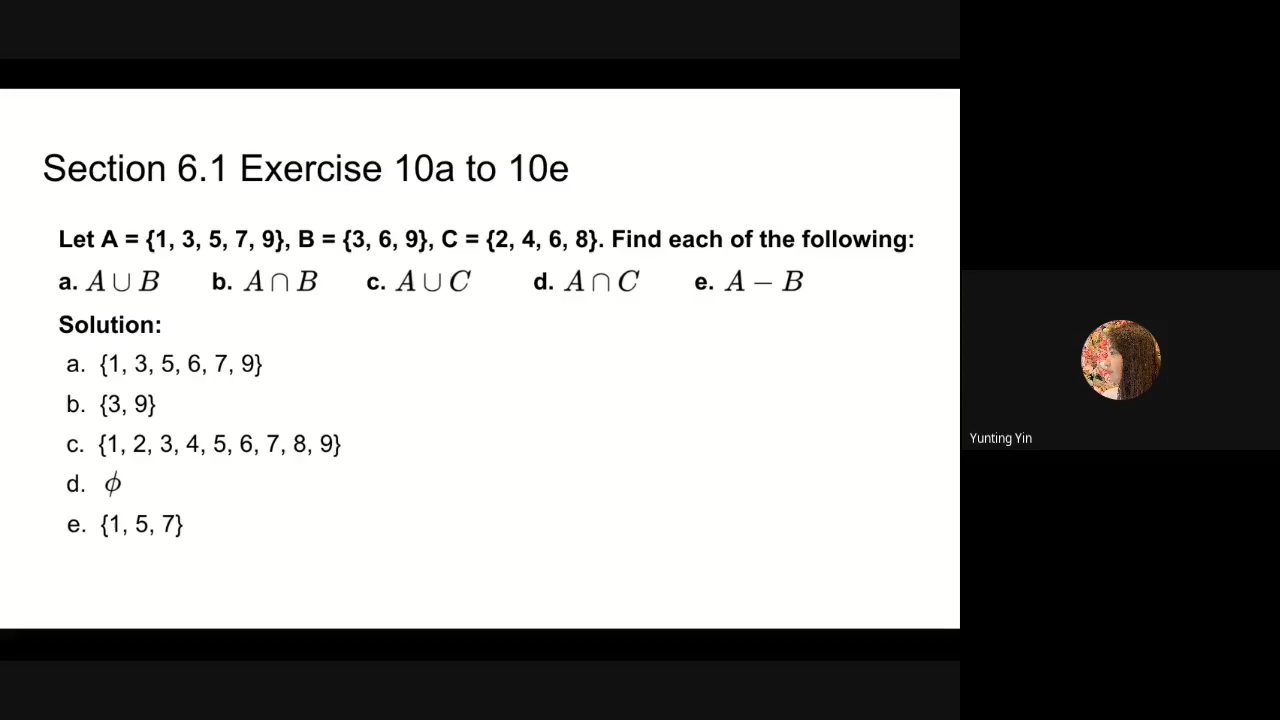 Section 6.1 Exercise 10a to 10e
Let A = {1, 3, 5, 7, 9}, B = {3, 6, 9}, C = {2, 4, 6, 8}. Find each of the following:
a. A ∪ B b. A ∩ B c. A ∪ C d. A ∩ C e. A − B
Solution:
a. {1, 3, 5, 6, 7, 9}
b. {3, 9}
c. {1, 2, 3, 4, 5, 6, 7, 8, 9}
d. ϕ
e. {1, 5, 7}
Yunting Yin